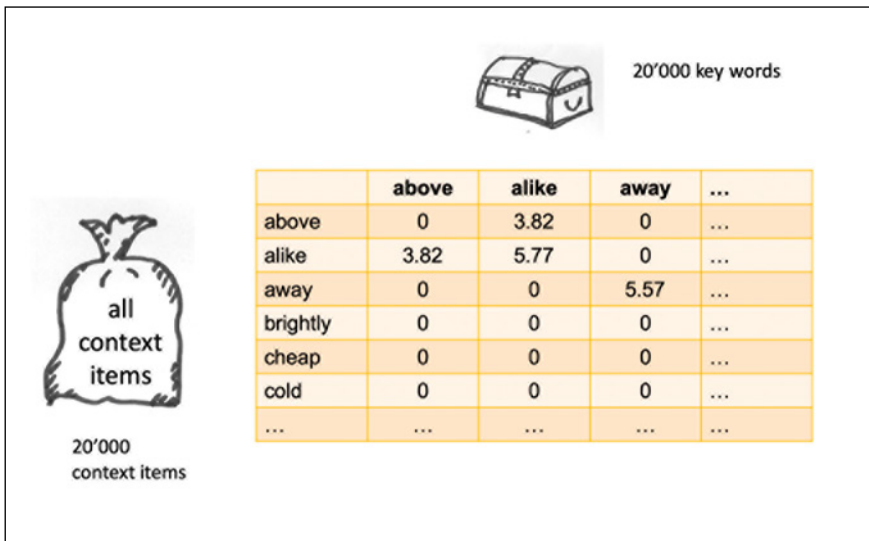 20’000 key words
above alike away ...
above 0 3.82 0 ...
alike 3.82 5.77 0 ...
away 0 0 5.57 ...
brightly 0 0 0 ...
cheap 0 0 0 ...
cold 0 0 0 ...
... ... ... ... ...
all
context
items
20’000
context items